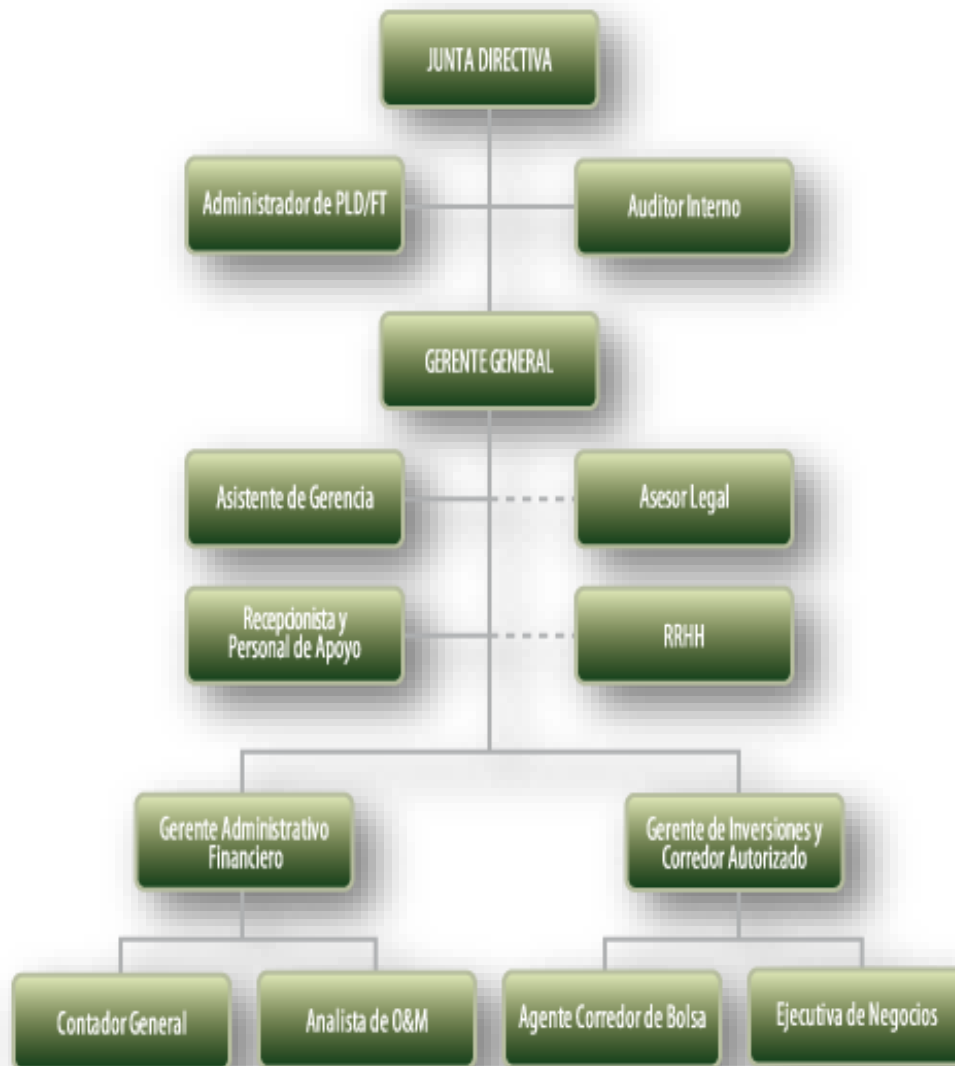 JUNTA DIRECTIVA
Administrador de PLD/FT
Auditor Interno
GERENTE GENERAL
Asistente de Gerencia
Asesor Legal
Recepcionista y
Personal de Apoyo
RRHH
Gerente Administrativo
Financiero
Gerente de Inversiones y
Corredor Autorizado
Contador General
Analista de O&M
Agente Corredor de Bolsa
Ejecutiva de Negocios